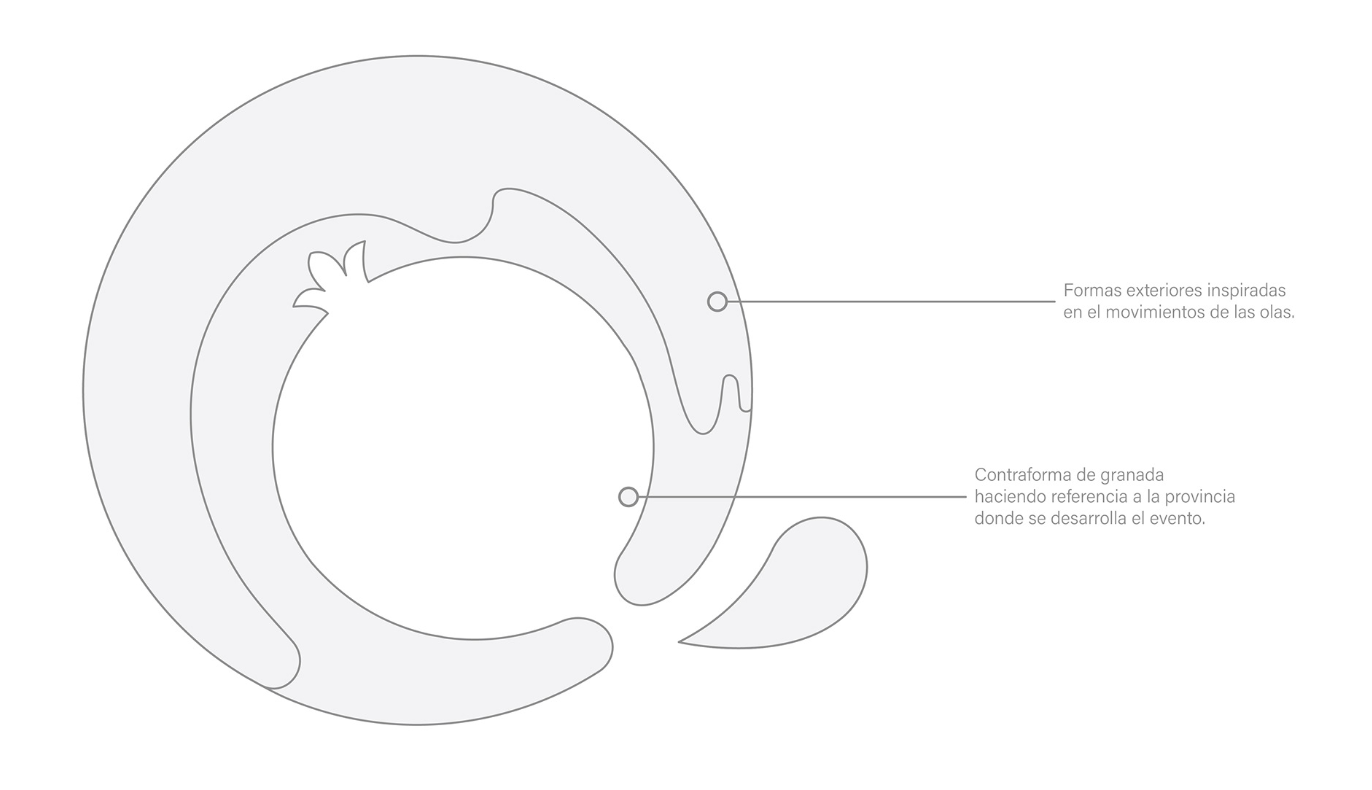 Formas exteriores inspiradas
en el movimientos de las olas.
Contraforma de granada
haciendo referencia a la provincia
donde se desarrolla el evento.